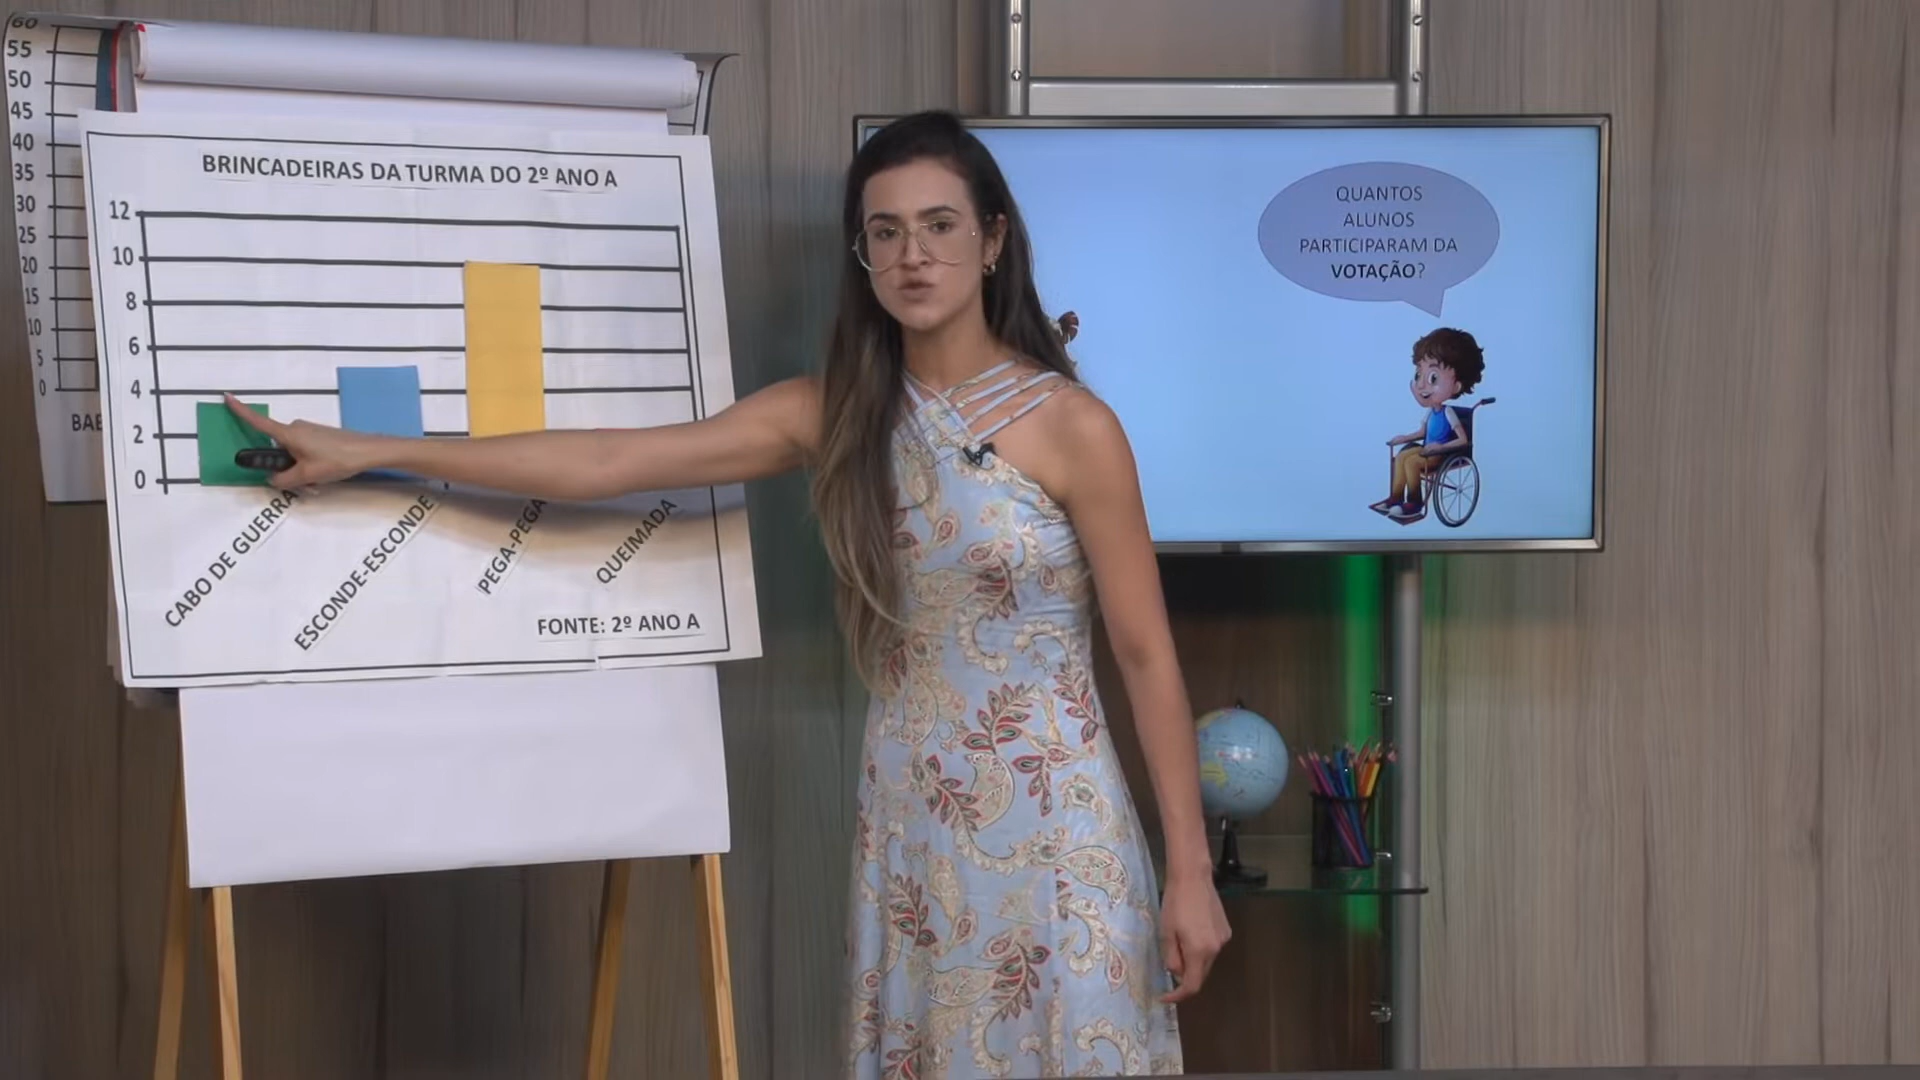 60
55
50
45
40
35
30
25
20
15
10
5
0
BRINCADEIRAS DA TURMA DO 2º ANO A
12
10
8
6
4
2
0
CABO DE GUERRA
ESCONDE-ESCONDE
PEGA-PEGA
QUEIMADA
FONTE: 2º ANO A
QUANTOS
ALUNOS
PARTICIPARAM DA
VOTAÇÃO?